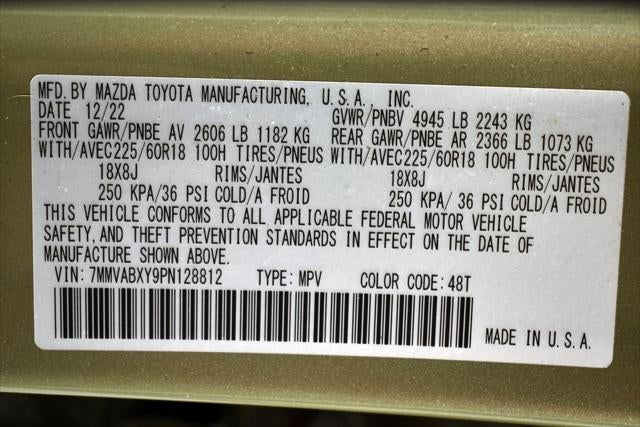 MFD. BY MAZDA TOYOTA MANUFACTURING, U.S.A., INC.
DATE 12/22 GVWR/PNBV 4945 LB 2243 KG
FRONT GAWR/PNBE AV 2606 LB 1182 KG REAR GAWR/PNBE AR 2366 LB 1073 KG
WITH/AVEC225/60R18 100H TIRES/PNEUS WITH/AVEC225/60R18 100H TIRES/PNEUS
18X8J RIMS/JANTES 18X8J RIMS/JANTES
250 KPA/36 PSI COLD/A FROID 250 KPA/ 36 PSI COLD/A FROID
THIS VEHICLE CONFORMS TO ALL APPLICABLE FEDERAL MOTOR VEHICLE
SAFETY, AND THEFT PREVENTION STANDARDS IN EFFECT ON THE DATE OF
MANUFACTURE SHOWN ABOVE.
VIN: 7MMVABXY9PN128812 TYPE: MPV COLOR CODE: 48T
MADE IN U.S.A.